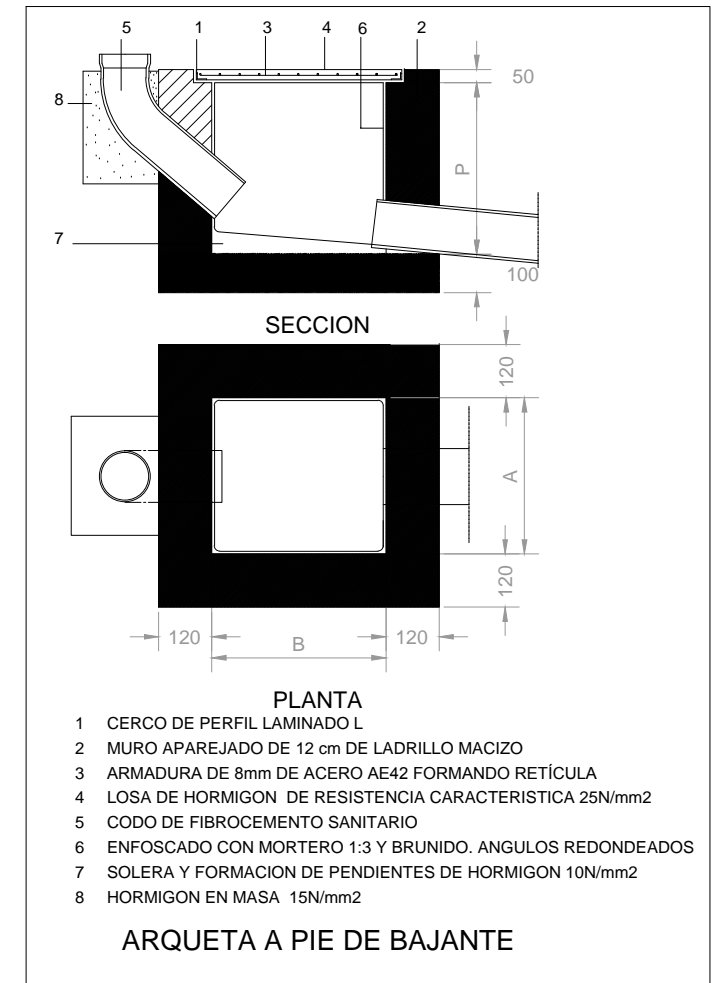 5 1 3 4 6 2
50
8
P
7
100
SECCION
120
A
120
120 B 120
PLANTA
1 CERCO DE PERFIL LAMINADO L
2 MURO APAREJADO DE 12 cm DE LADRILLO MACIZO
3 ARMADURA DE 8mm DE ACERO AE42 FORMANDO RETÍCULA
4 LOSA DE HORMIGON DE RESISTENCIA CARACTERISTICA 25N/mm2
5 CODO DE FIBROCEMENTO SANITARIO
6 ENFOSCADO CON MORTERO 1:3 Y BRUNIDO. ANGULOS REDONDEADOS
7 SOLERA Y FORMACION DE PENDIENTES DE HORMIGON 10N/mm2
8 HORMIGON EN MASA 15N/mm2
ARQUETA A PIE DE BAJANTE